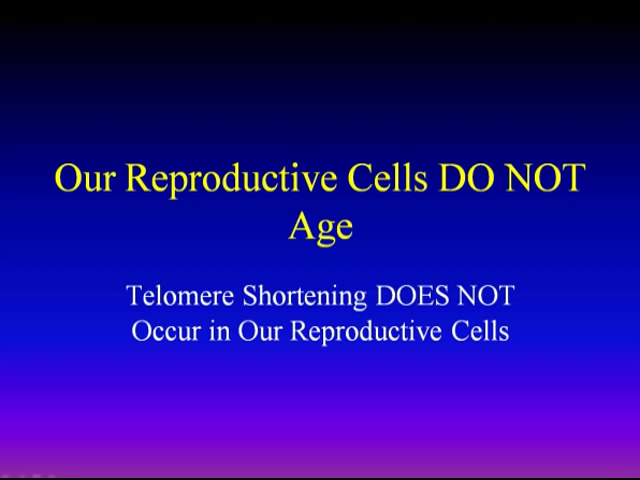 Our Reproductive Cells DO NOT
Age
Telomere Shortening DOES NOT
Occur in Our Reproductive Cells